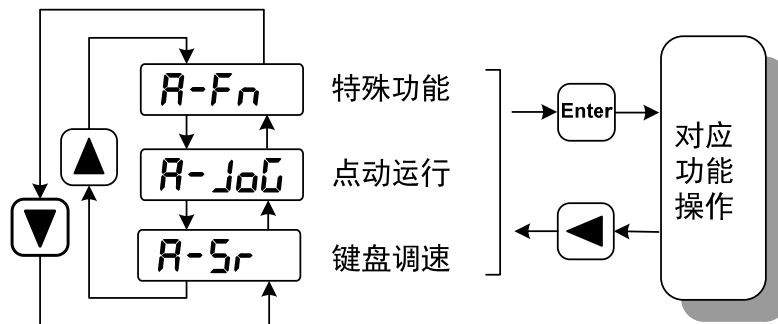 A-Fn 特殊功能
A-JoG 点动运行
A-Sr 键盘调速
Enter
对应
功能
操作